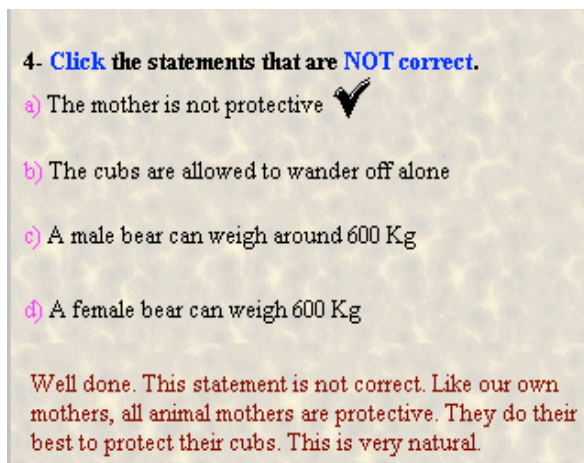 4- Click the statements that are NOT correct.
a) The mother is not protective
b) The cubs are allowed to wander off alone
c) A male bear can weigh around 600 Kg
d) A female bear can weigh 600 Kg
Well done. This statement is not correct. Like our own
mothers, all animal mothers are protective. They do their
best to protect their cubs. This is very natural.